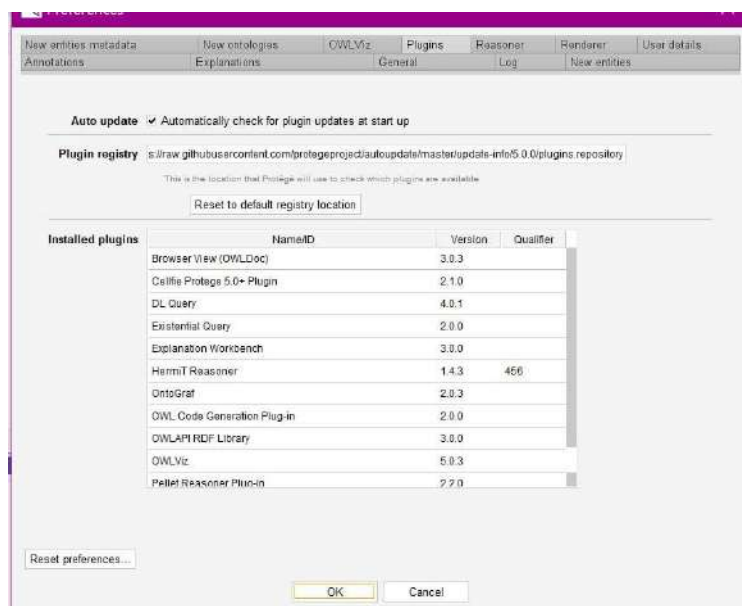 Preferences
New entities metadata New ontologies OWLViz Plugins Reasoner Renderer User details
Annotations Explanations General Log New entities
Auto update ✔ Automatically check for plugin updates at start up
Plugin registry s://raw.githubusercontent.com/protegeproject/autoupdate/master/update-info/5.0.0/plugins.repository
This is the location that Protégé will use to check which plugins are available
Reset to default registry location
Installed plugins Name/ID Version Qualifier
Browser View (OWLDoc) 3.0.3
Cellfie Protege 5.0+ Plugin 2.1.0
DL Query 4.0.1
Existential Query 2.0.0
Explanation Workbench 3.0.0
HermiT Reasoner 1.4.3 456
OntoGraf 2.0.3
OWL Code Generation Plug-in 2.0.0
OWLAPI RDF Library 3.0.0
OWLViz 5.0.3
Pellet Reasoner Plug-in 2.2.0
Reset preferences...
OK Cancel